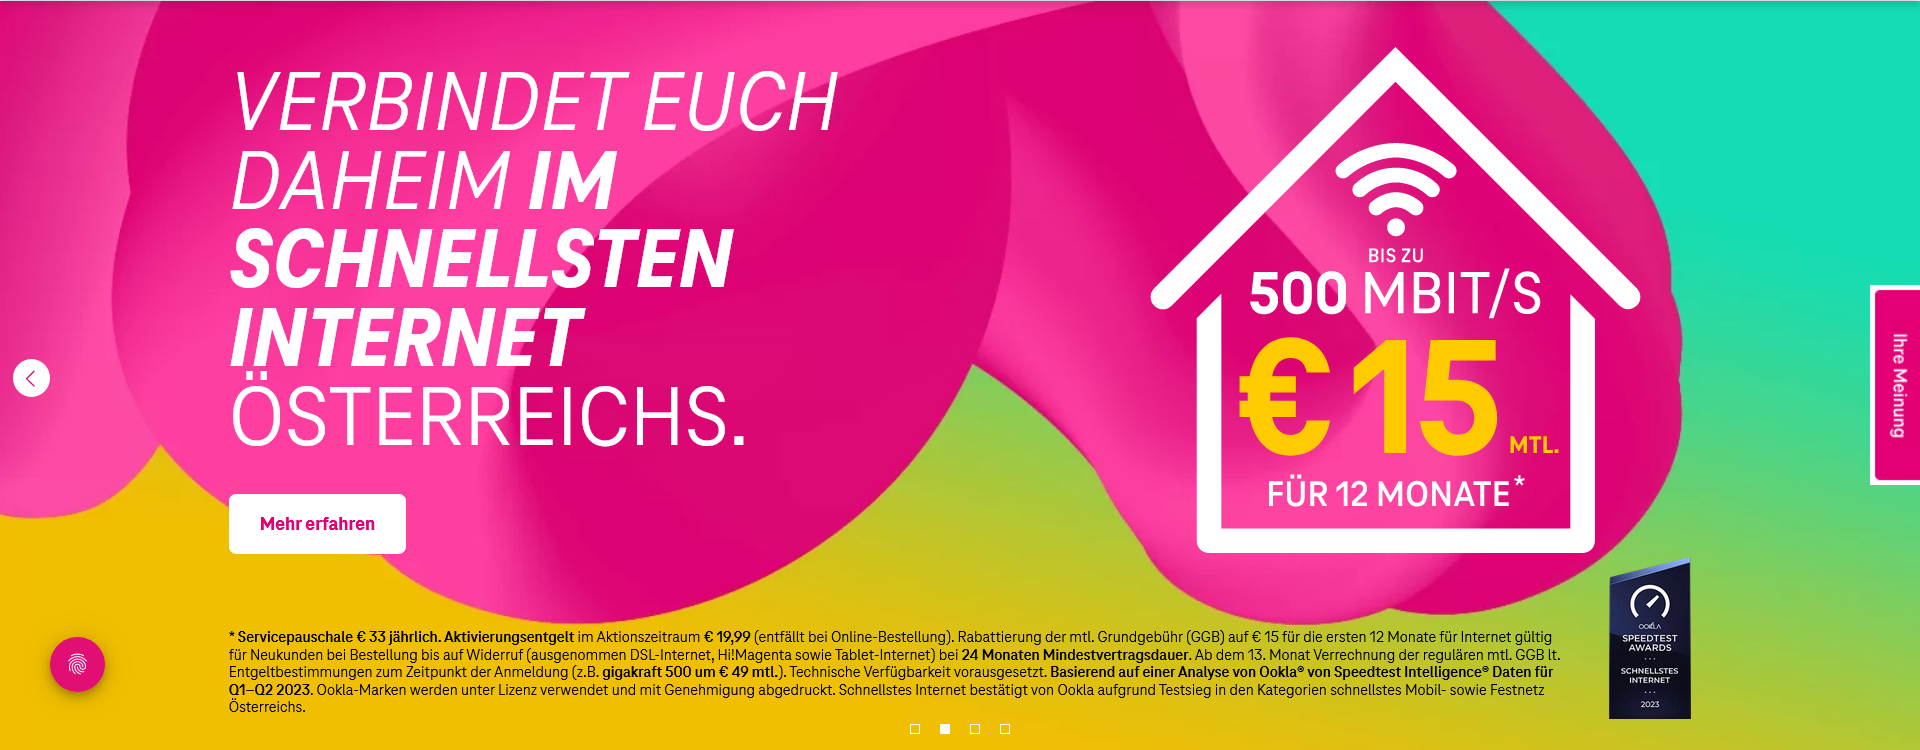 VERBINDET EUCH
DAHEIM IM
SCHNELLSTEN
INTERNET
ÖSTERREICHS.
Mehr erfahren
BIS ZU
500 MBIT/S
€ 15 MTL.
FÜR 12 MONATE*
Ihre Meinung
* Servicepauschale € 33 jährlich. Aktivierungsentgelt im Aktionszeitraum € 19,99 (entfällt bei Online-Bestellung). Rabattierung der mtl. Grundgebühr (GGB) auf € 15 für die ersten 12 Monate für Internet gültig
für Neukunden bei Bestellung bis auf Widerruf (ausgenommen DSL-Internet, Hi!Magenta sowie Tablet-Internet) bei 24 Monaten Mindestvertragsdauer. Ab dem 13. Monat Verrechnung der regulären mtl. GGB lt.
Entgeltbestimmungen zum Zeitpunkt der Anmeldung (z.B. gigakraft 500 um € 49 mtl.). Technische Verfügbarkeit vorausgesetzt. Basierend auf einer Analyse von Ookla® von Speedtest Intelligence® Daten für
Q1–Q2 2023. Ookla-Marken werden unter Lizenz verwendet und mit Genehmigung abgedruckt. Schnellstes Internet bestätigt von Ookla aufgrund Testsieg in den Kategorien schnellstes Mobil- sowie Festnetz
Österreichs.
OOKLA
SPEEDTEST
AWARDS
SCHNELLSTES
INTERNET
2023